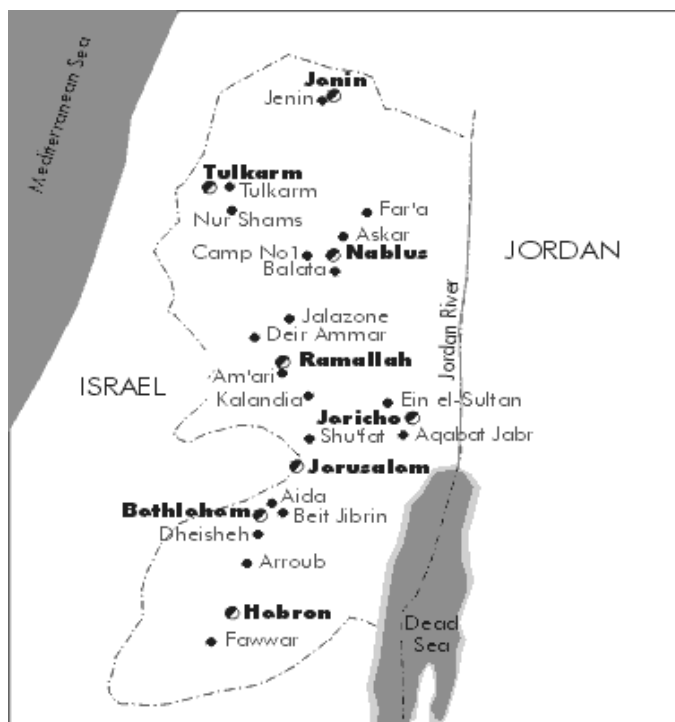 Mediterranean Sea
Jenin
Jenin
Tulkarm
Tulkarm
Nur Shams
Far'a
Askar
Camp No1
Nablus
Balata
JORDAN
Jalazone
Deir Ammar
Jordan River
Ramallah
Am'ari
ISRAEL
Kalandia
Ein el-Sultan
Jericho
Shu'fat
Aqabat Jabr
Jerusalem
Aida
Bethlehem
Beit Jibrin
Dheisheh
Arroub
Hebron
Dead
Sea
Fawwar